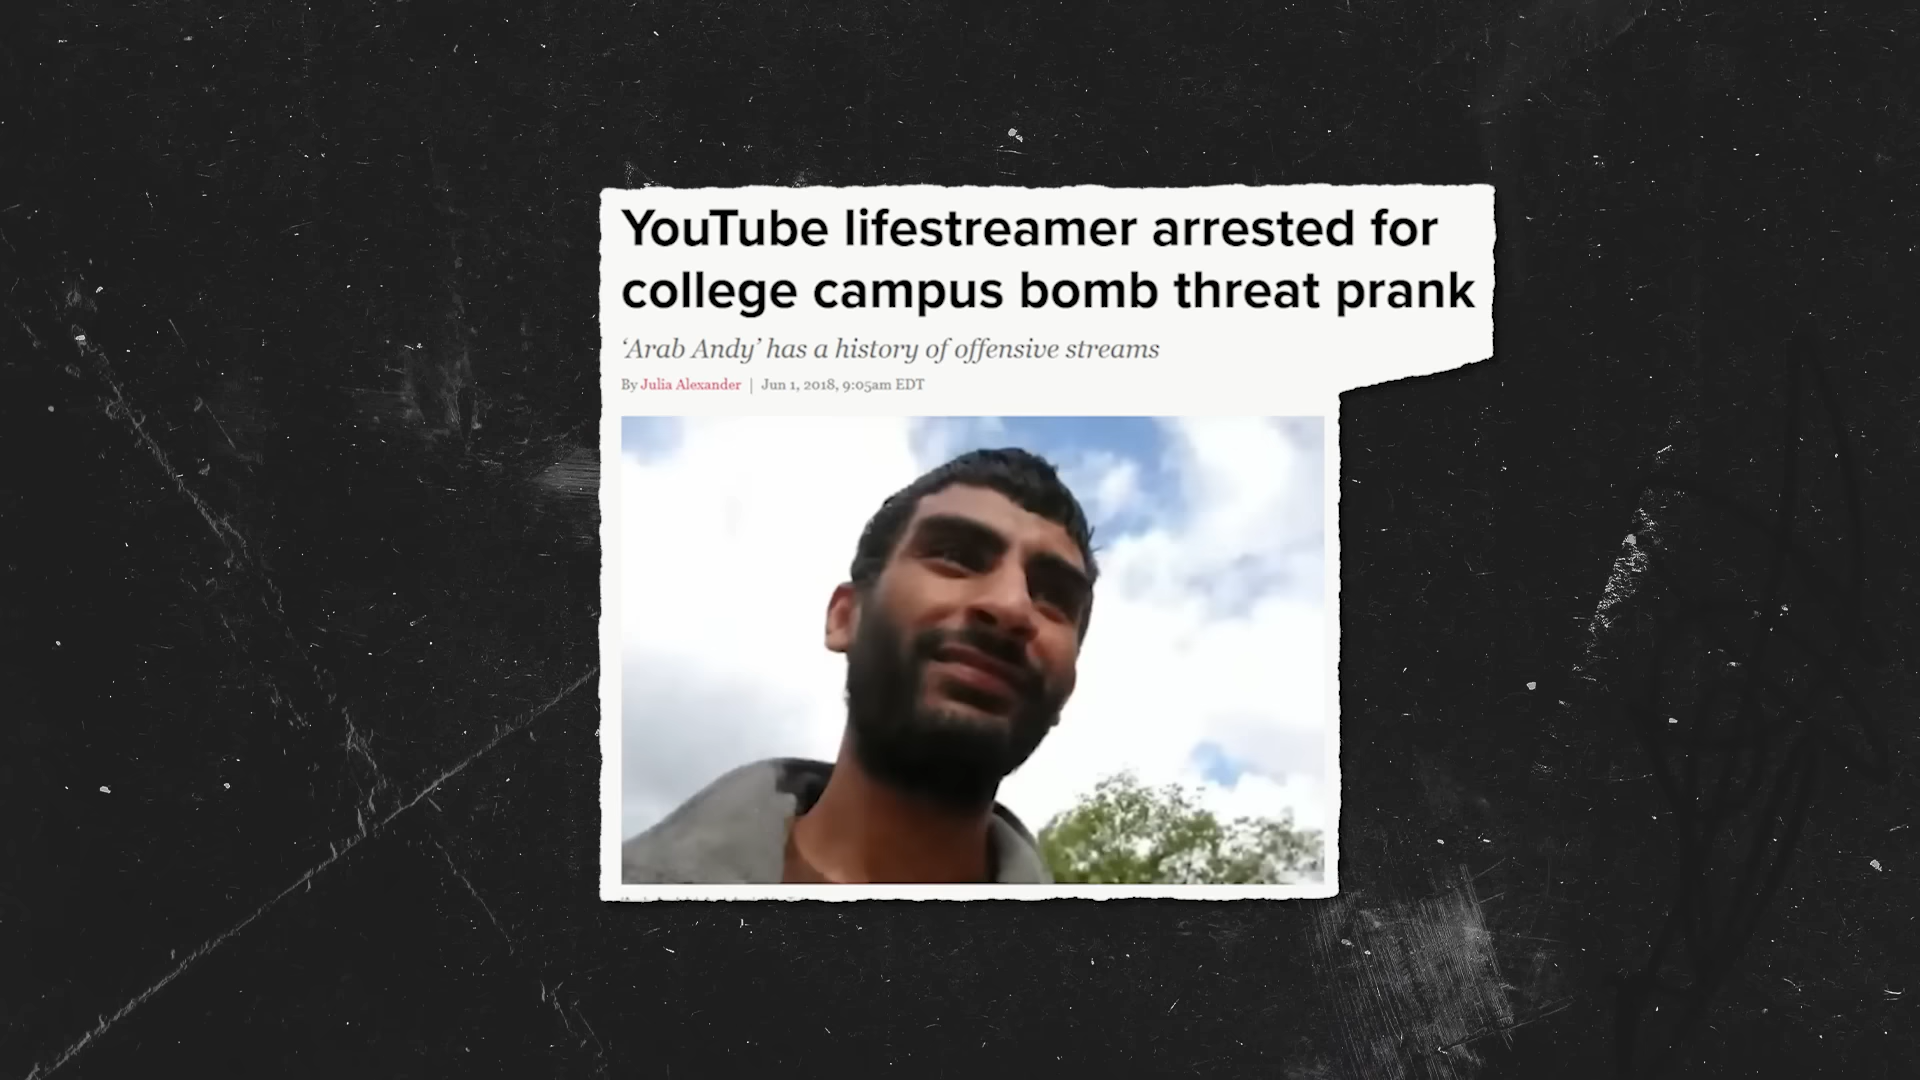 YouTube lifestreamer arrested for
college campus bomb threat prank
‘Arab Andy’ has a history of offensive streams
By Julia Alexander | Jun 1, 2018, 9:05am EDT